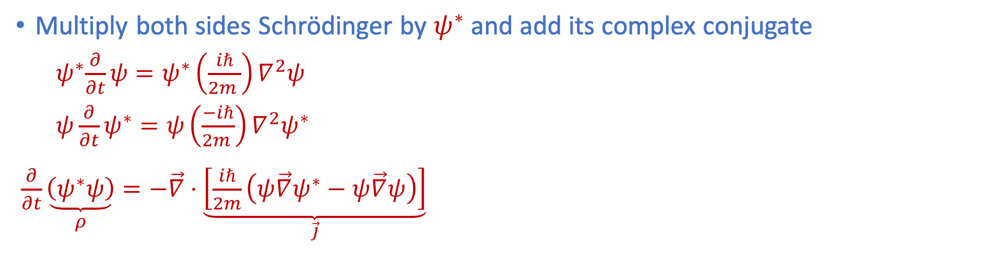 • Multiply both sides Schrödinger by ψ* and add its complex conjugate
ψ* ∂/∂t ψ = ψ* (iħ/2m) ∇²ψ
ψ ∂/∂t ψ* = ψ (−iħ/2m) ∇²ψ*
∂/∂t (ψ*ψ) = −∇⃗ · [iħ/2m (ψ∇⃗ψ* − ψ∇⃗ψ)]
ρ j⃗